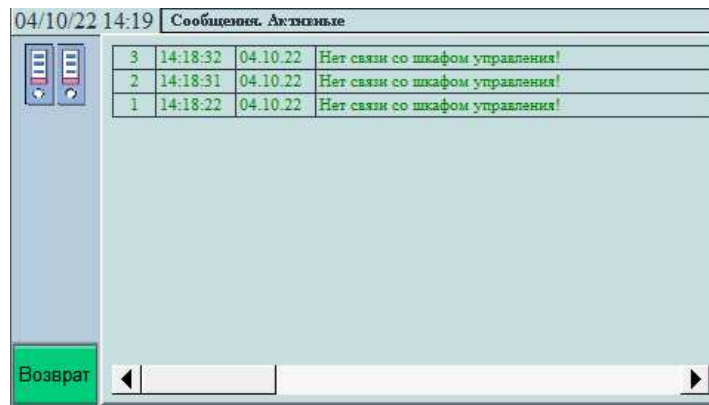 04/10/22 14:19 Сообщения. Активные
3 14:18:32 04.10.22 Нет связи со шкафом управления!
2 14:18:31 04.10.22 Нет связи со шкафом управления!
1 14:18:22 04.10.22 Нет связи со шкафом управления!
Возврат